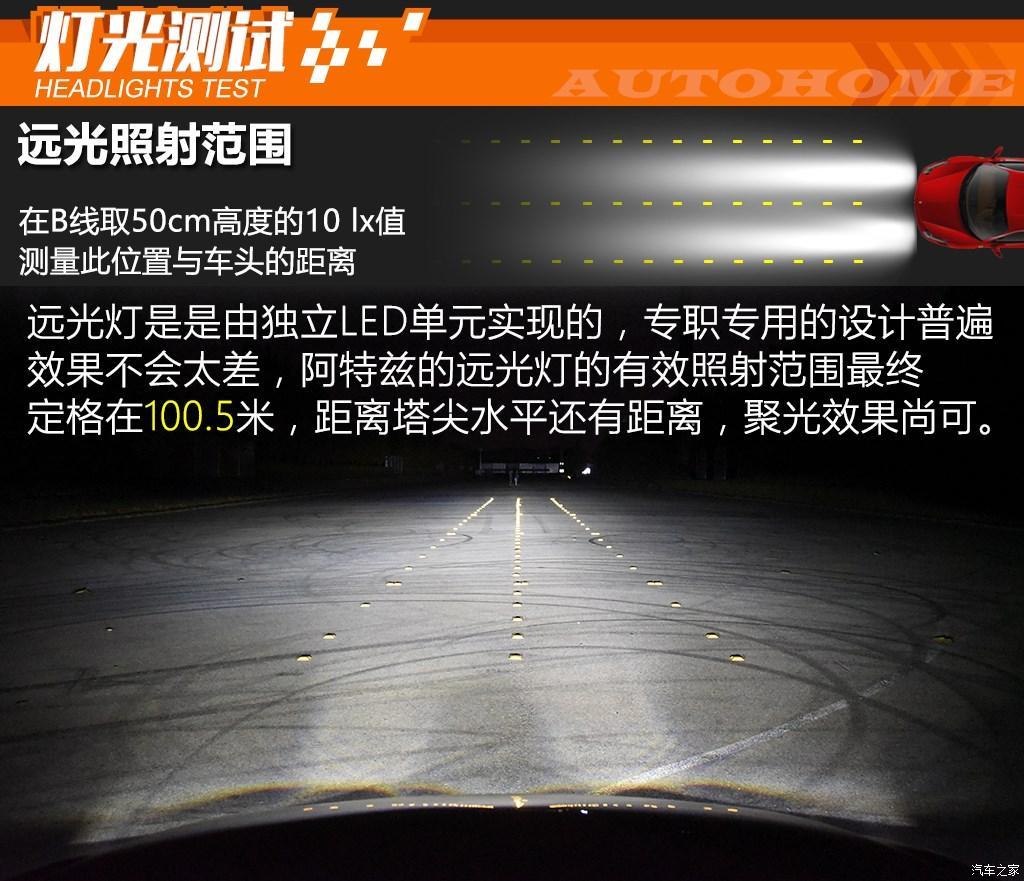 灯光测试
HEADLIGHTS TEST
AUTOHOME
远光照射范围
在B线取50cm高度的10 lx值
测量此位置与车头的距离
远光灯是是由独立LED单元实现的，专职专用的设计普遍
效果不会太差，阿特兹的远光灯的有效照射范围最终
定格在100.5米，距离塔尖水平还有距离，聚光效果尚可。
汽车之家